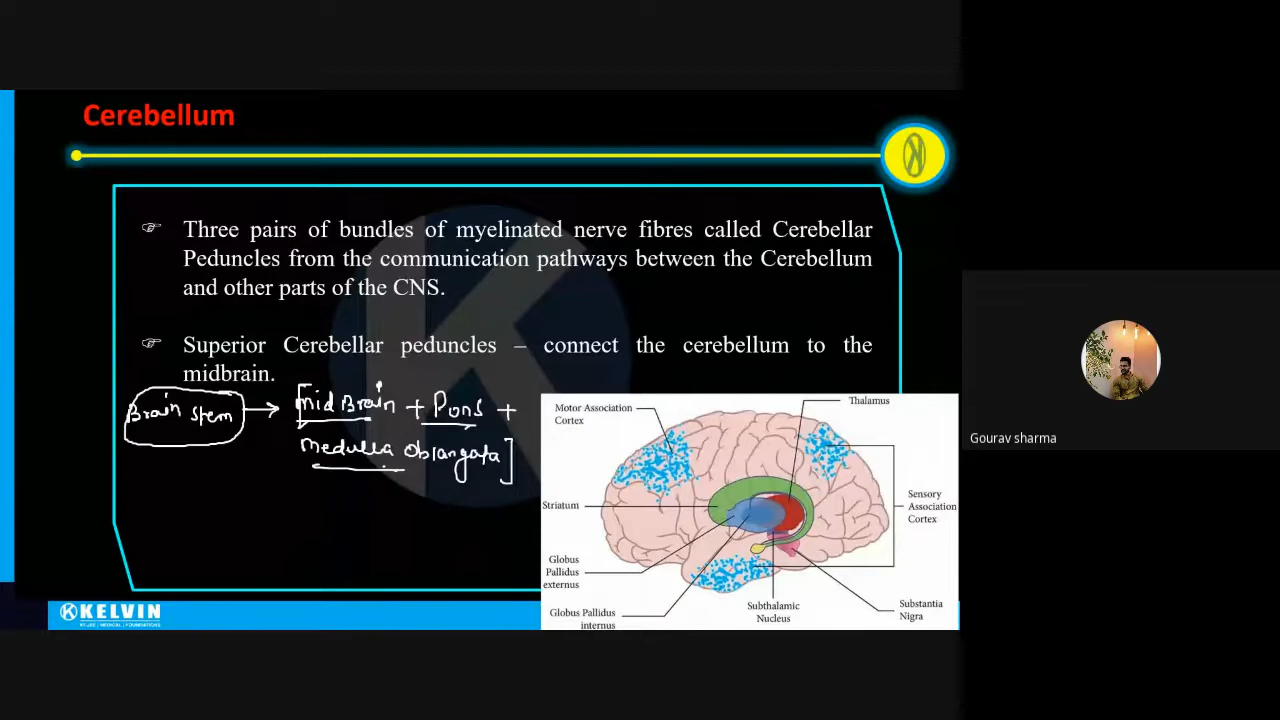 Cerebellum
Three pairs of bundles of myelinated nerve fibres called Cerebellar
Peduncles from the communication pathways between the Cerebellum
and other parts of the CNS.
Superior Cerebellar peduncles – connect the cerebellum to the
midbrain.
Brain stem → [midBrain + Pons +
medulla Oblangata]
Motor Association
Cortex
Thalamus
Striatum
Sensory
Association
Cortex
Globus
Pallidus
externus
Globus Pallidus
internus
Subthalamic
Nucleus
Substantia
Nigra
KELVIN
Gourav sharma